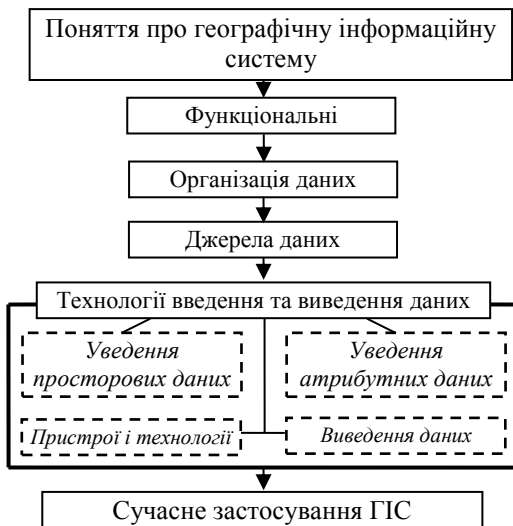 Поняття про географічну інформаційну
систему
Функціональні
Організація даних
Джерела даних
Технології введення та виведення даних
Уведення
просторових даних
Уведення
атрибутних даних
Пристрої і технології
Виведення даних
Сучасне застосування ГІС